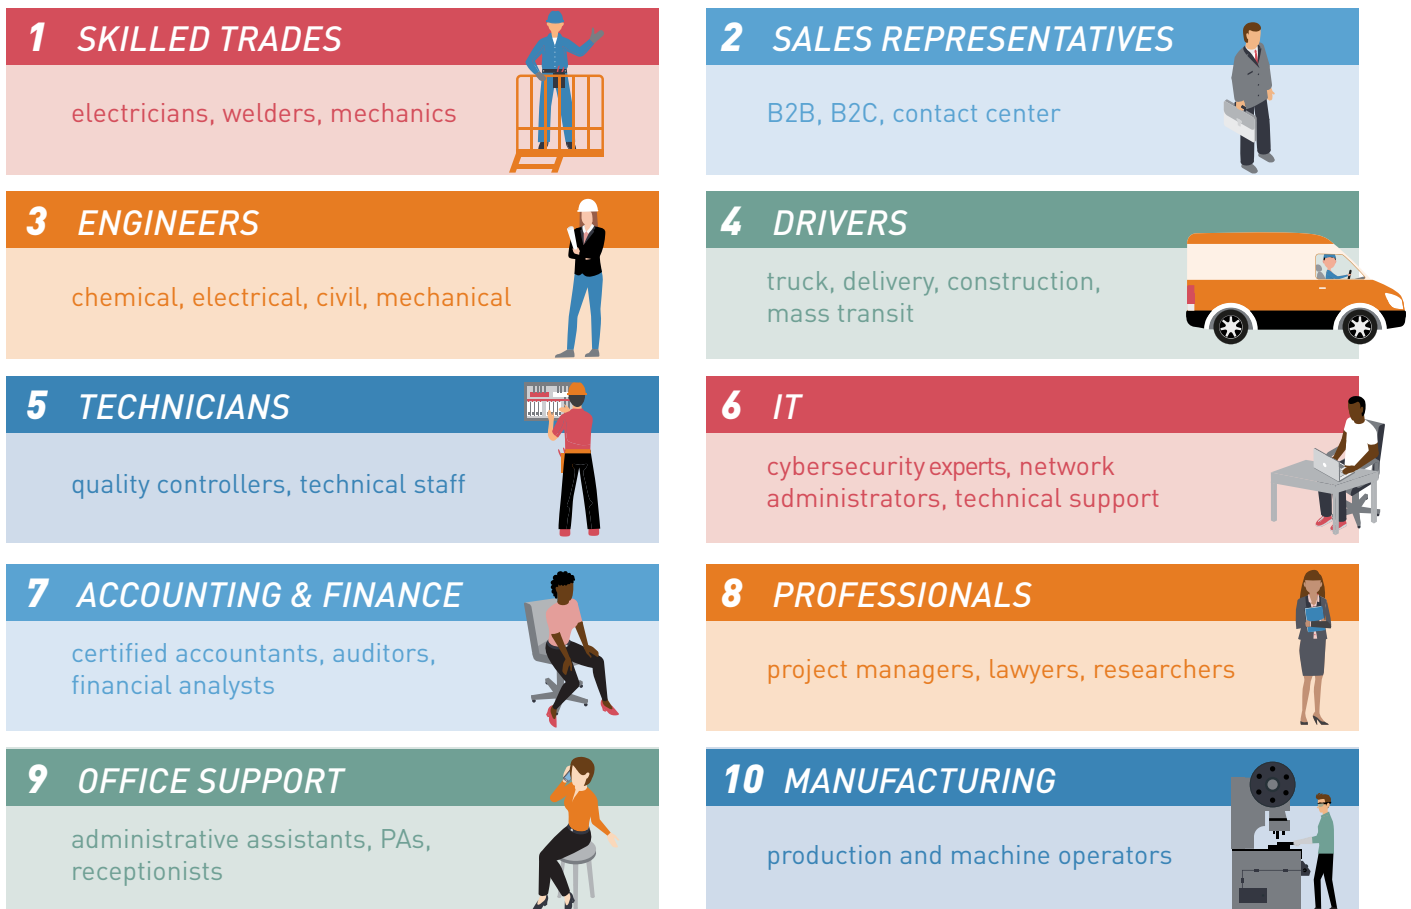 1 SKILLED TRADES
electricians, welders, mechanics
2 SALES REPRESENTATIVES
B2B, B2C, contact center
3 ENGINEERS
chemical, electrical, civil, mechanical
4 DRIVERS
truck, delivery, construction,
mass transit
5 TECHNICIANS
quality controllers, technical staff
6 IT
cybersecurity experts, network
administrators, technical support
7 ACCOUNTING & FINANCE
certified accountants, auditors,
financial analysts
8 PROFESSIONALS
project managers, lawyers, researchers
9 OFFICE SUPPORT
administrative assistants, PAs,
receptionists
10 MANUFACTURING
production and machine operators